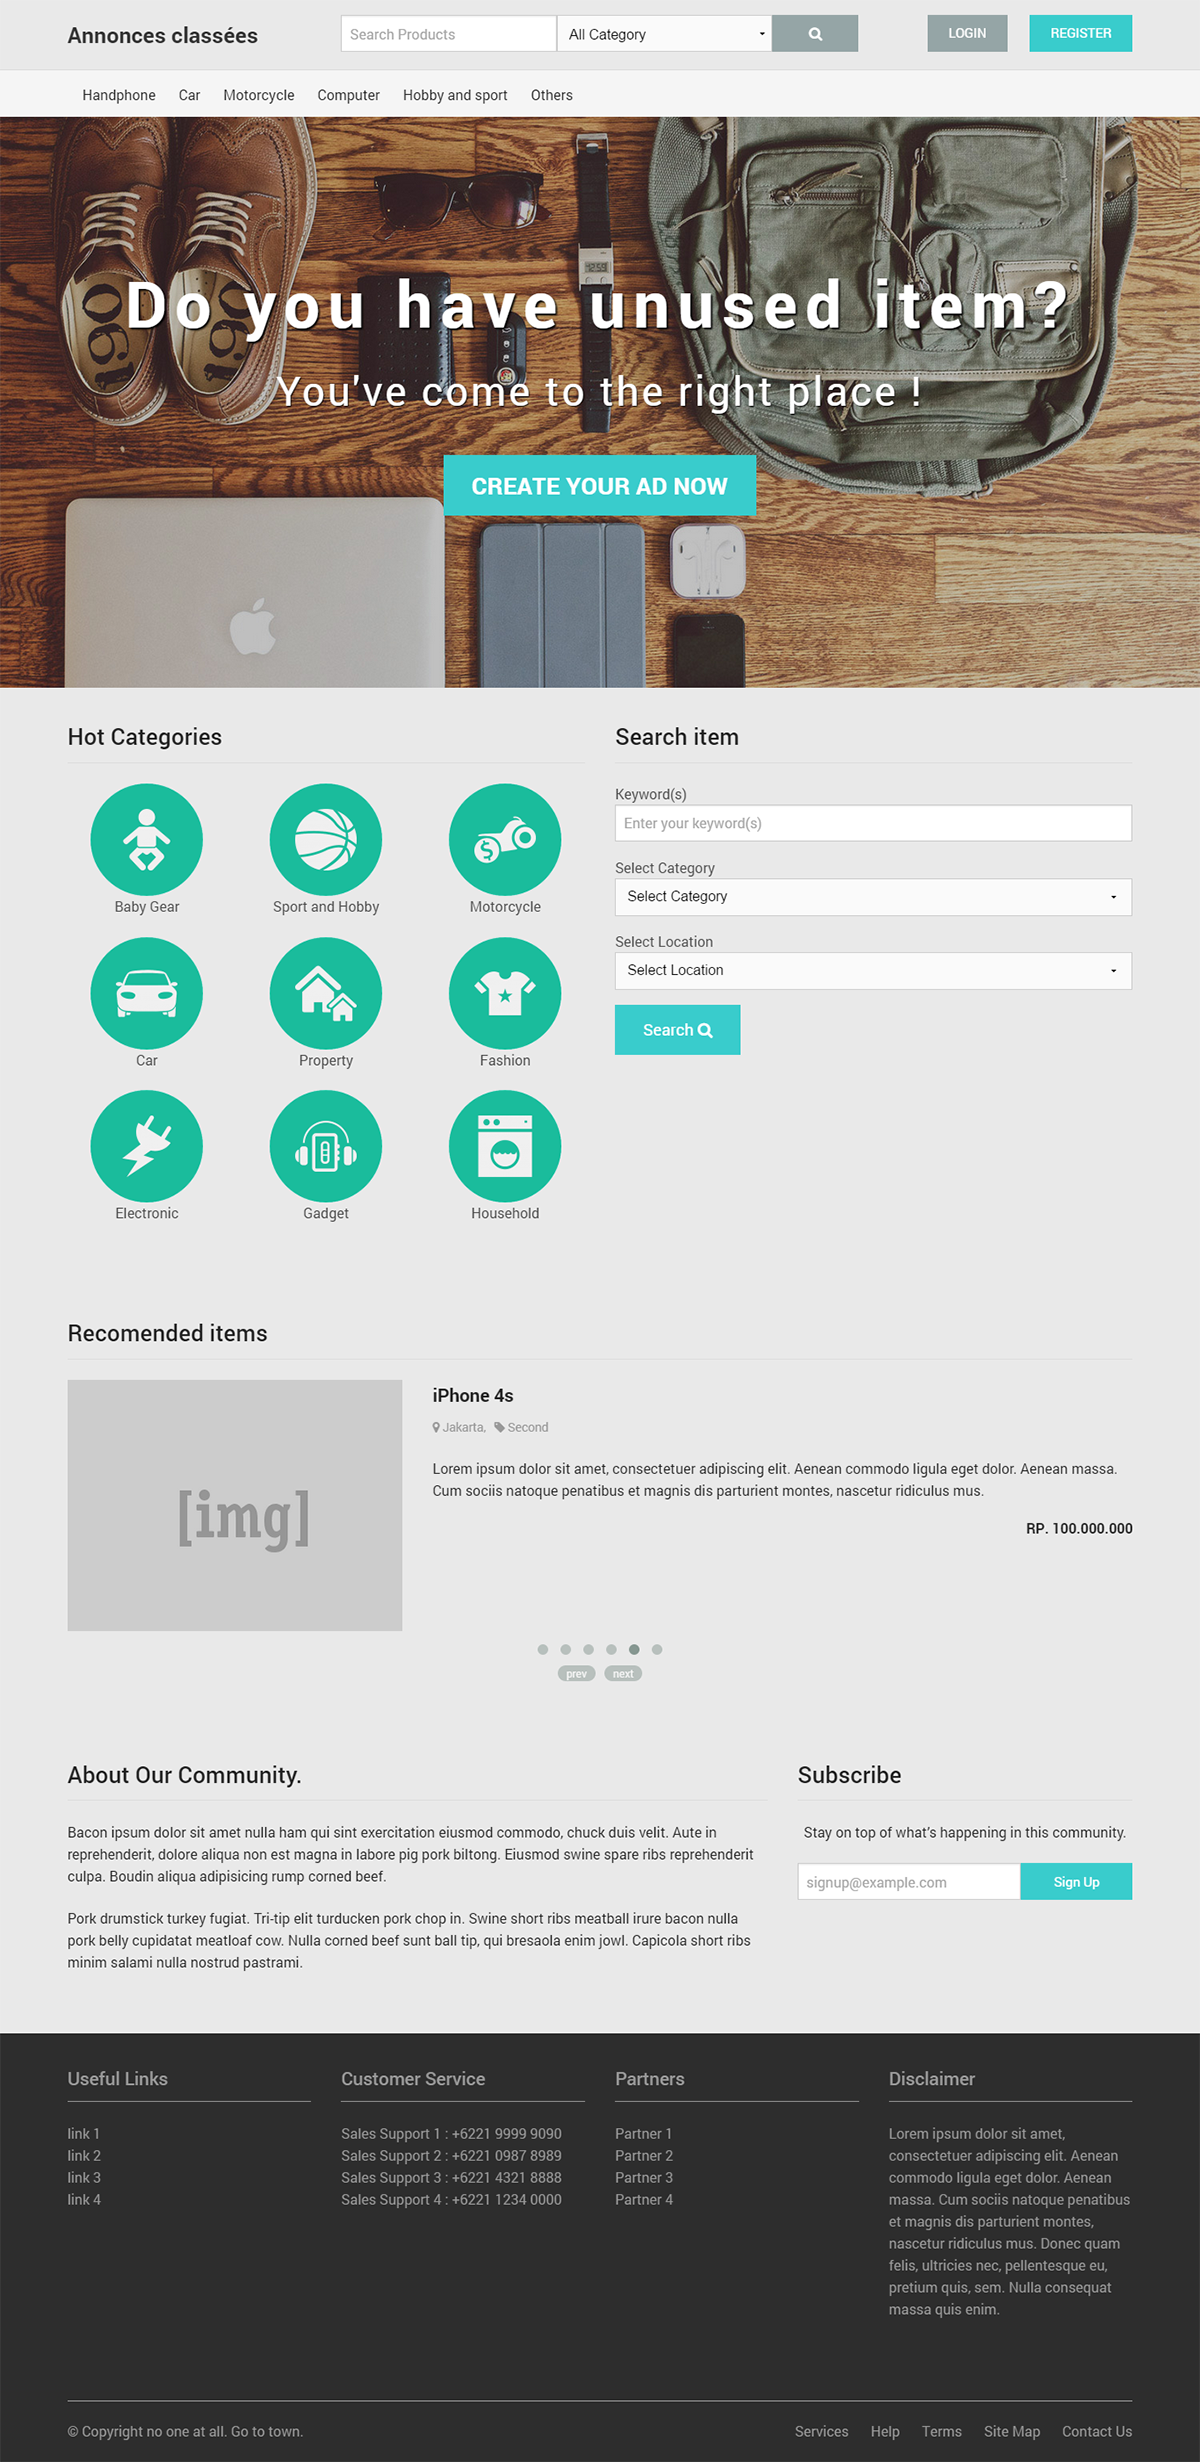 Annonces classées
Search Products
All Category
LOGIN
REGISTER
Handphone Car Motorcycle Computer Hobby and sport Others
190
190
12:59
Do you have unused item?
You've come to the right place !
CREATE YOUR AD NOW
Hot Categories
Baby Gear
Sport and Hobby
Motorcycle
Car
Property
Fashion
Electronic
Gadget
Household
Search item
Keyword(s)
Enter your keyword(s)
Select Category
Select Category
Select Location
Select Location
Search
Recomended items
[img]
iPhone 4s
Jakarta, Second
Lorem ipsum dolor sit amet, consectetuer adipiscing elit. Aenean commodo ligula eget dolor. Aenean massa.
Cum sociis natoque penatibus et magnis dis parturient montes, nascetur ridiculus mus.
RP. 100.000.000
prev next
About Our Community.
Bacon ipsum dolor sit amet nulla ham qui sint exercitation eiusmod commodo, chuck duis velit. Aute in
reprehenderit, dolore aliqua non est magna in labore pig pork biltong. Eiusmod swine spare ribs reprehenderit
culpa. Boudin aliqua adipisicing rump corned beef.
Pork drumstick turkey fugiat. Tri-tip elit turducken pork chop in. Swine short ribs meatball irure bacon nulla
pork belly cupidatat meatloaf cow. Nulla corned beef sunt ball tip, qui bresaola enim jowl. Capicola short ribs
minim salami nulla nostrud pastrami.
Subscribe
Stay on top of what's happening in this community.
signup@example.com
Sign Up
Useful Links
link 1
link 2
link 3
link 4
Customer Service
Sales Support 1 : +6221 9999 9090
Sales Support 2 : +6221 0987 8989
Sales Support 3 : +6221 4321 8888
Sales Support 4 : +6221 1234 0000
Partners
Partner 1
Partner 2
Partner 3
Partner 4
Disclaimer
Lorem ipsum dolor sit amet,
consectetuer adipiscing elit. Aenean
commodo ligula eget dolor. Aenean
massa. Cum sociis natoque penatibus
et magnis dis parturient montes,
nascetur ridiculus mus. Donec quam
felis, ultricies nec, pellentesque eu,
pretium quis, sem. Nulla consequat
massa quis enim.
© Copyright no one at all. Go to town.
Services Help Terms Site Map Contact Us